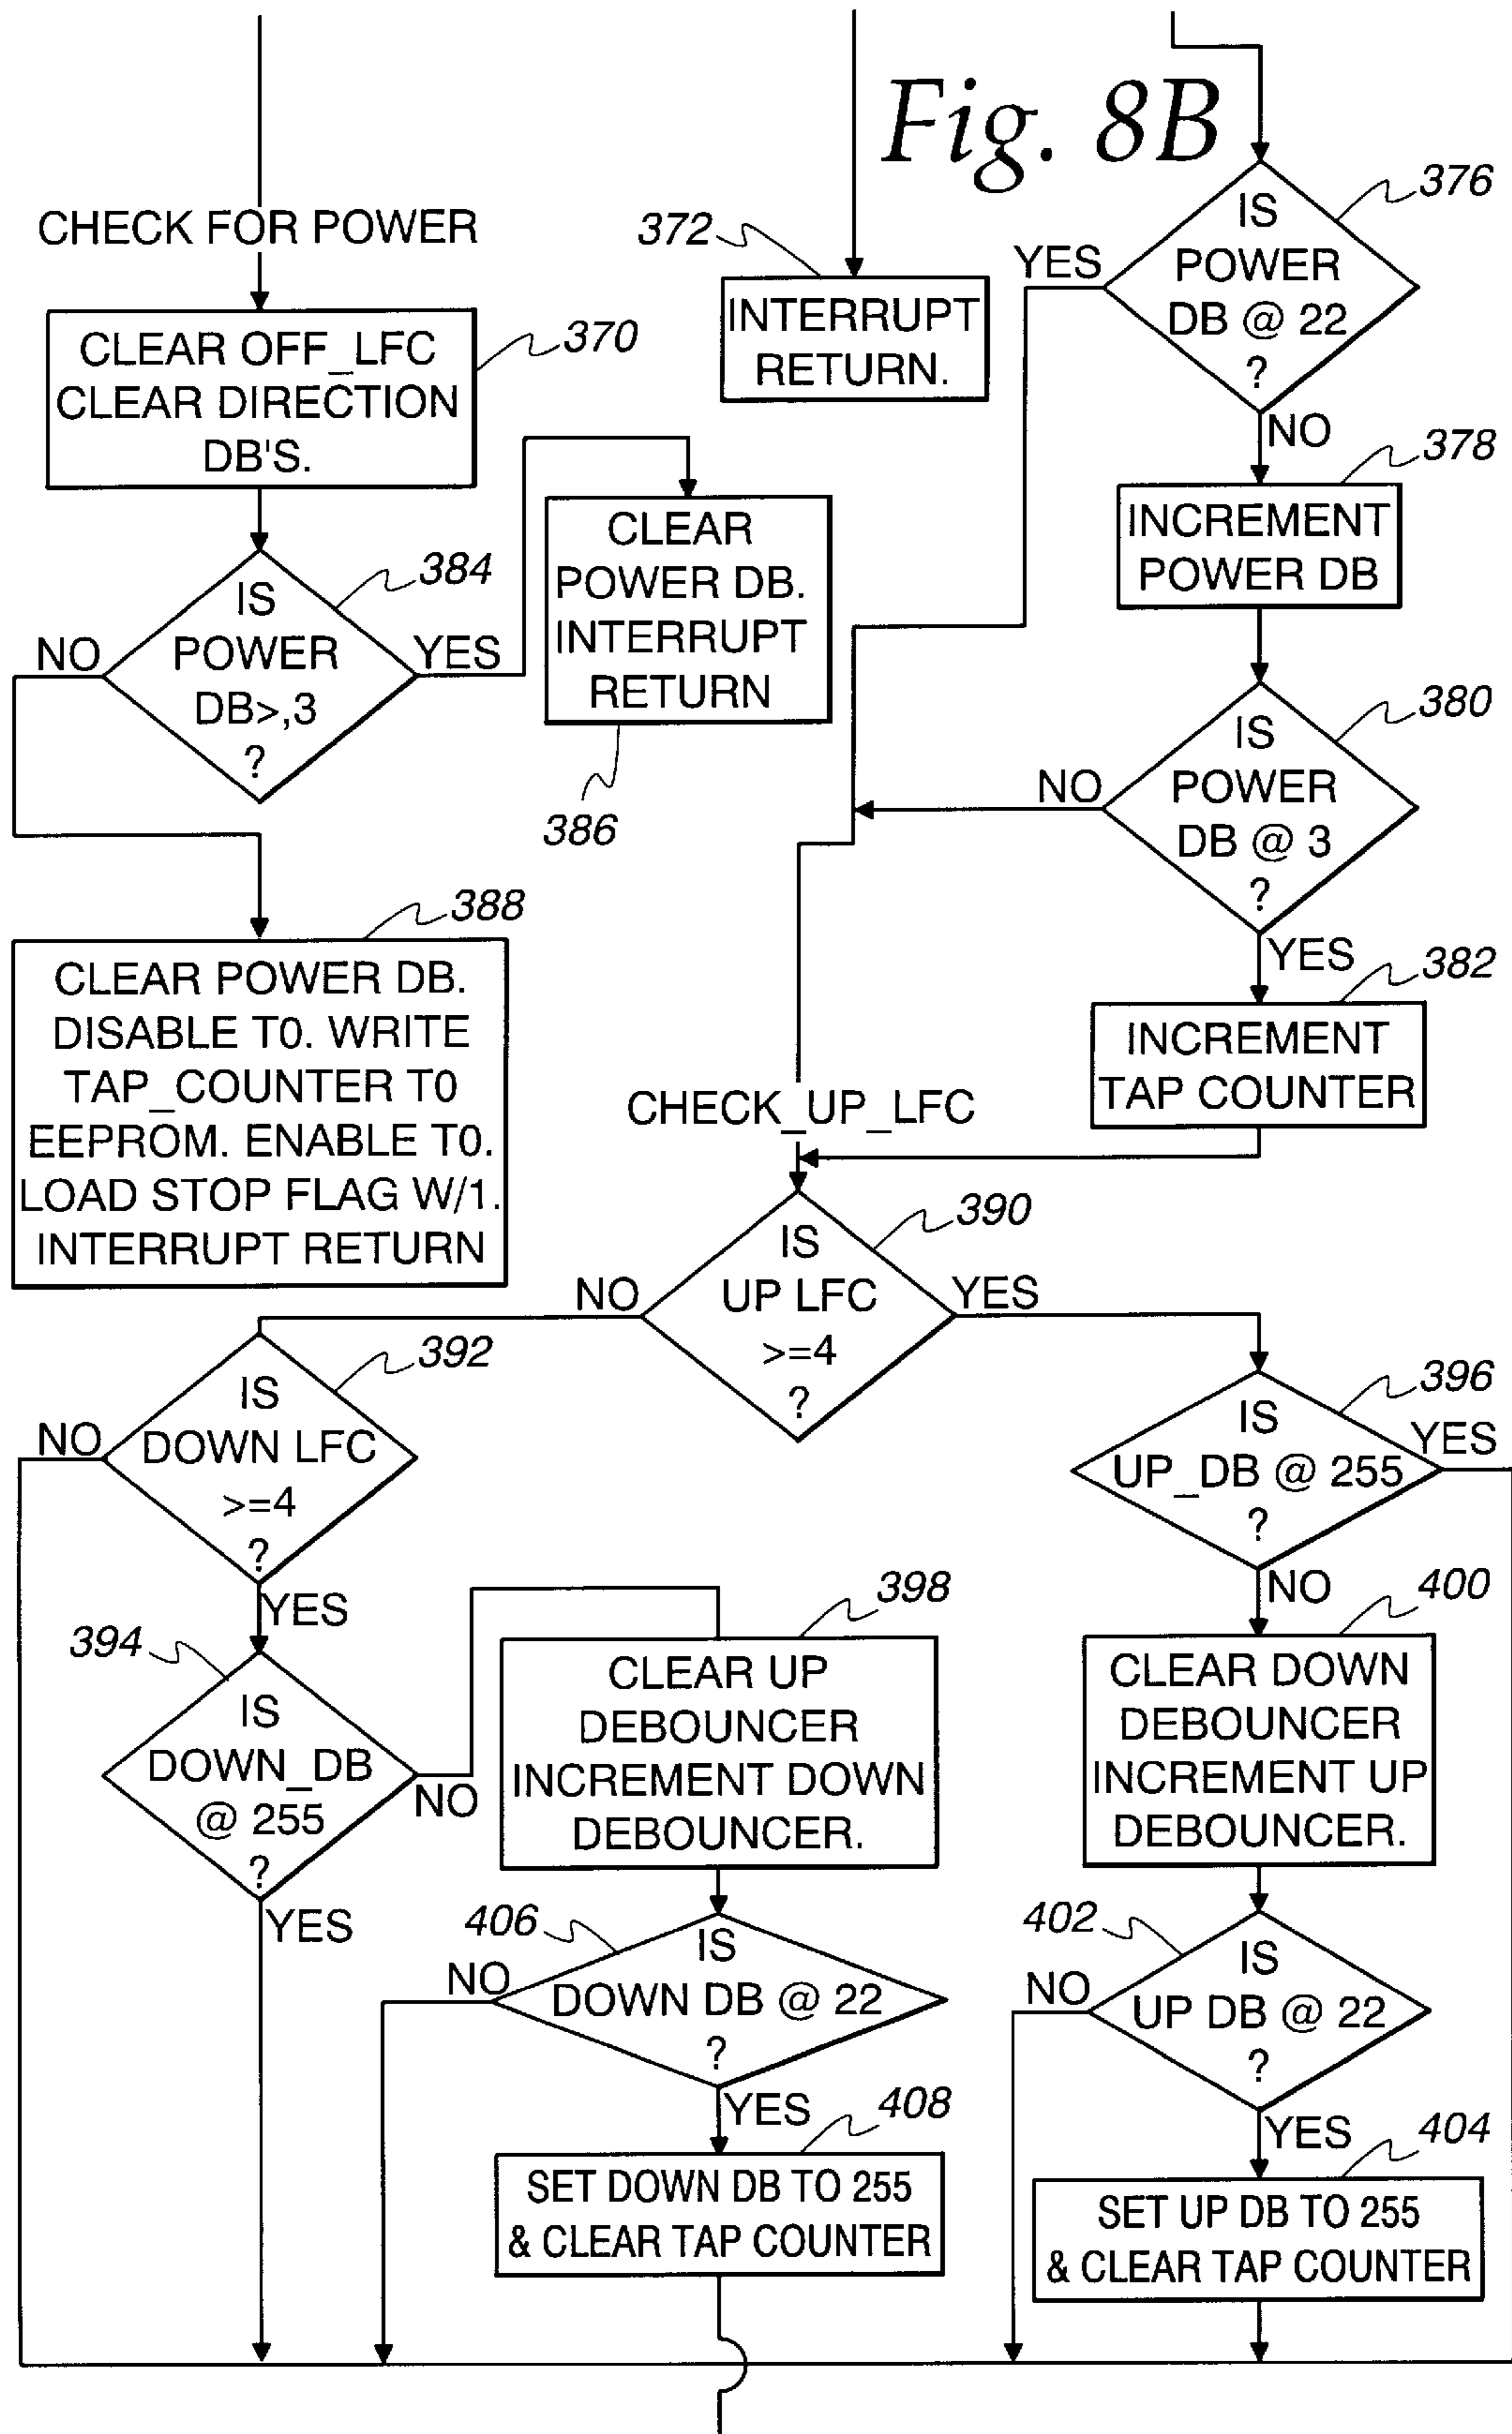 Fig. 8B
CHECK FOR POWER
370
CLEAR OFF_LFC
CLEAR DIRECTION
DB'S.
372
INTERRUPT
RETURN.
376
IS
POWER
DB @ 22
?
YES
NO
378
INCREMENT
POWER DB
384
IS
POWER
DB>,3
?
NO
YES
CLEAR
POWER DB.
INTERRUPT
RETURN
386
380
IS
POWER
DB @ 3
?
NO
YES
382
INCREMENT
TAP COUNTER
388
CLEAR POWER DB.
DISABLE T0. WRITE
TAP_COUNTER T0
EEPROM. ENABLE T0.
LOAD STOP FLAG W/1.
INTERRUPT RETURN
CHECK_UP_LFC
390
IS
UP LFC
>=4
?
NO
YES
392
IS
DOWN LFC
>=4
?
NO
YES
396
IS
UP_DB @ 255
?
YES
NO
394
IS
DOWN_DB
@ 255
?
NO
YES
398
CLEAR UP
DEBOUNCER
INCREMENT DOWN
DEBOUNCER.
400
CLEAR DOWN
DEBOUNCER
INCREMENT UP
DEBOUNCER.
406
IS
DOWN DB @ 22
?
NO
YES
402
IS
UP DB @ 22
?
NO
YES
408
SET DOWN DB TO 255
& CLEAR TAP COUNTER
404
SET UP DB TO 255
& CLEAR TAP COUNTER